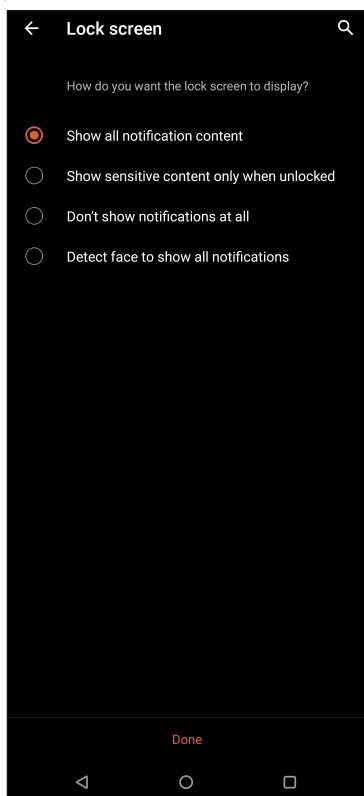 Lock screen
How do you want the lock screen to display?
Show all notification content
Show sensitive content only when unlocked
Don’t show notifications at all
Detect face to show all notifications
Done